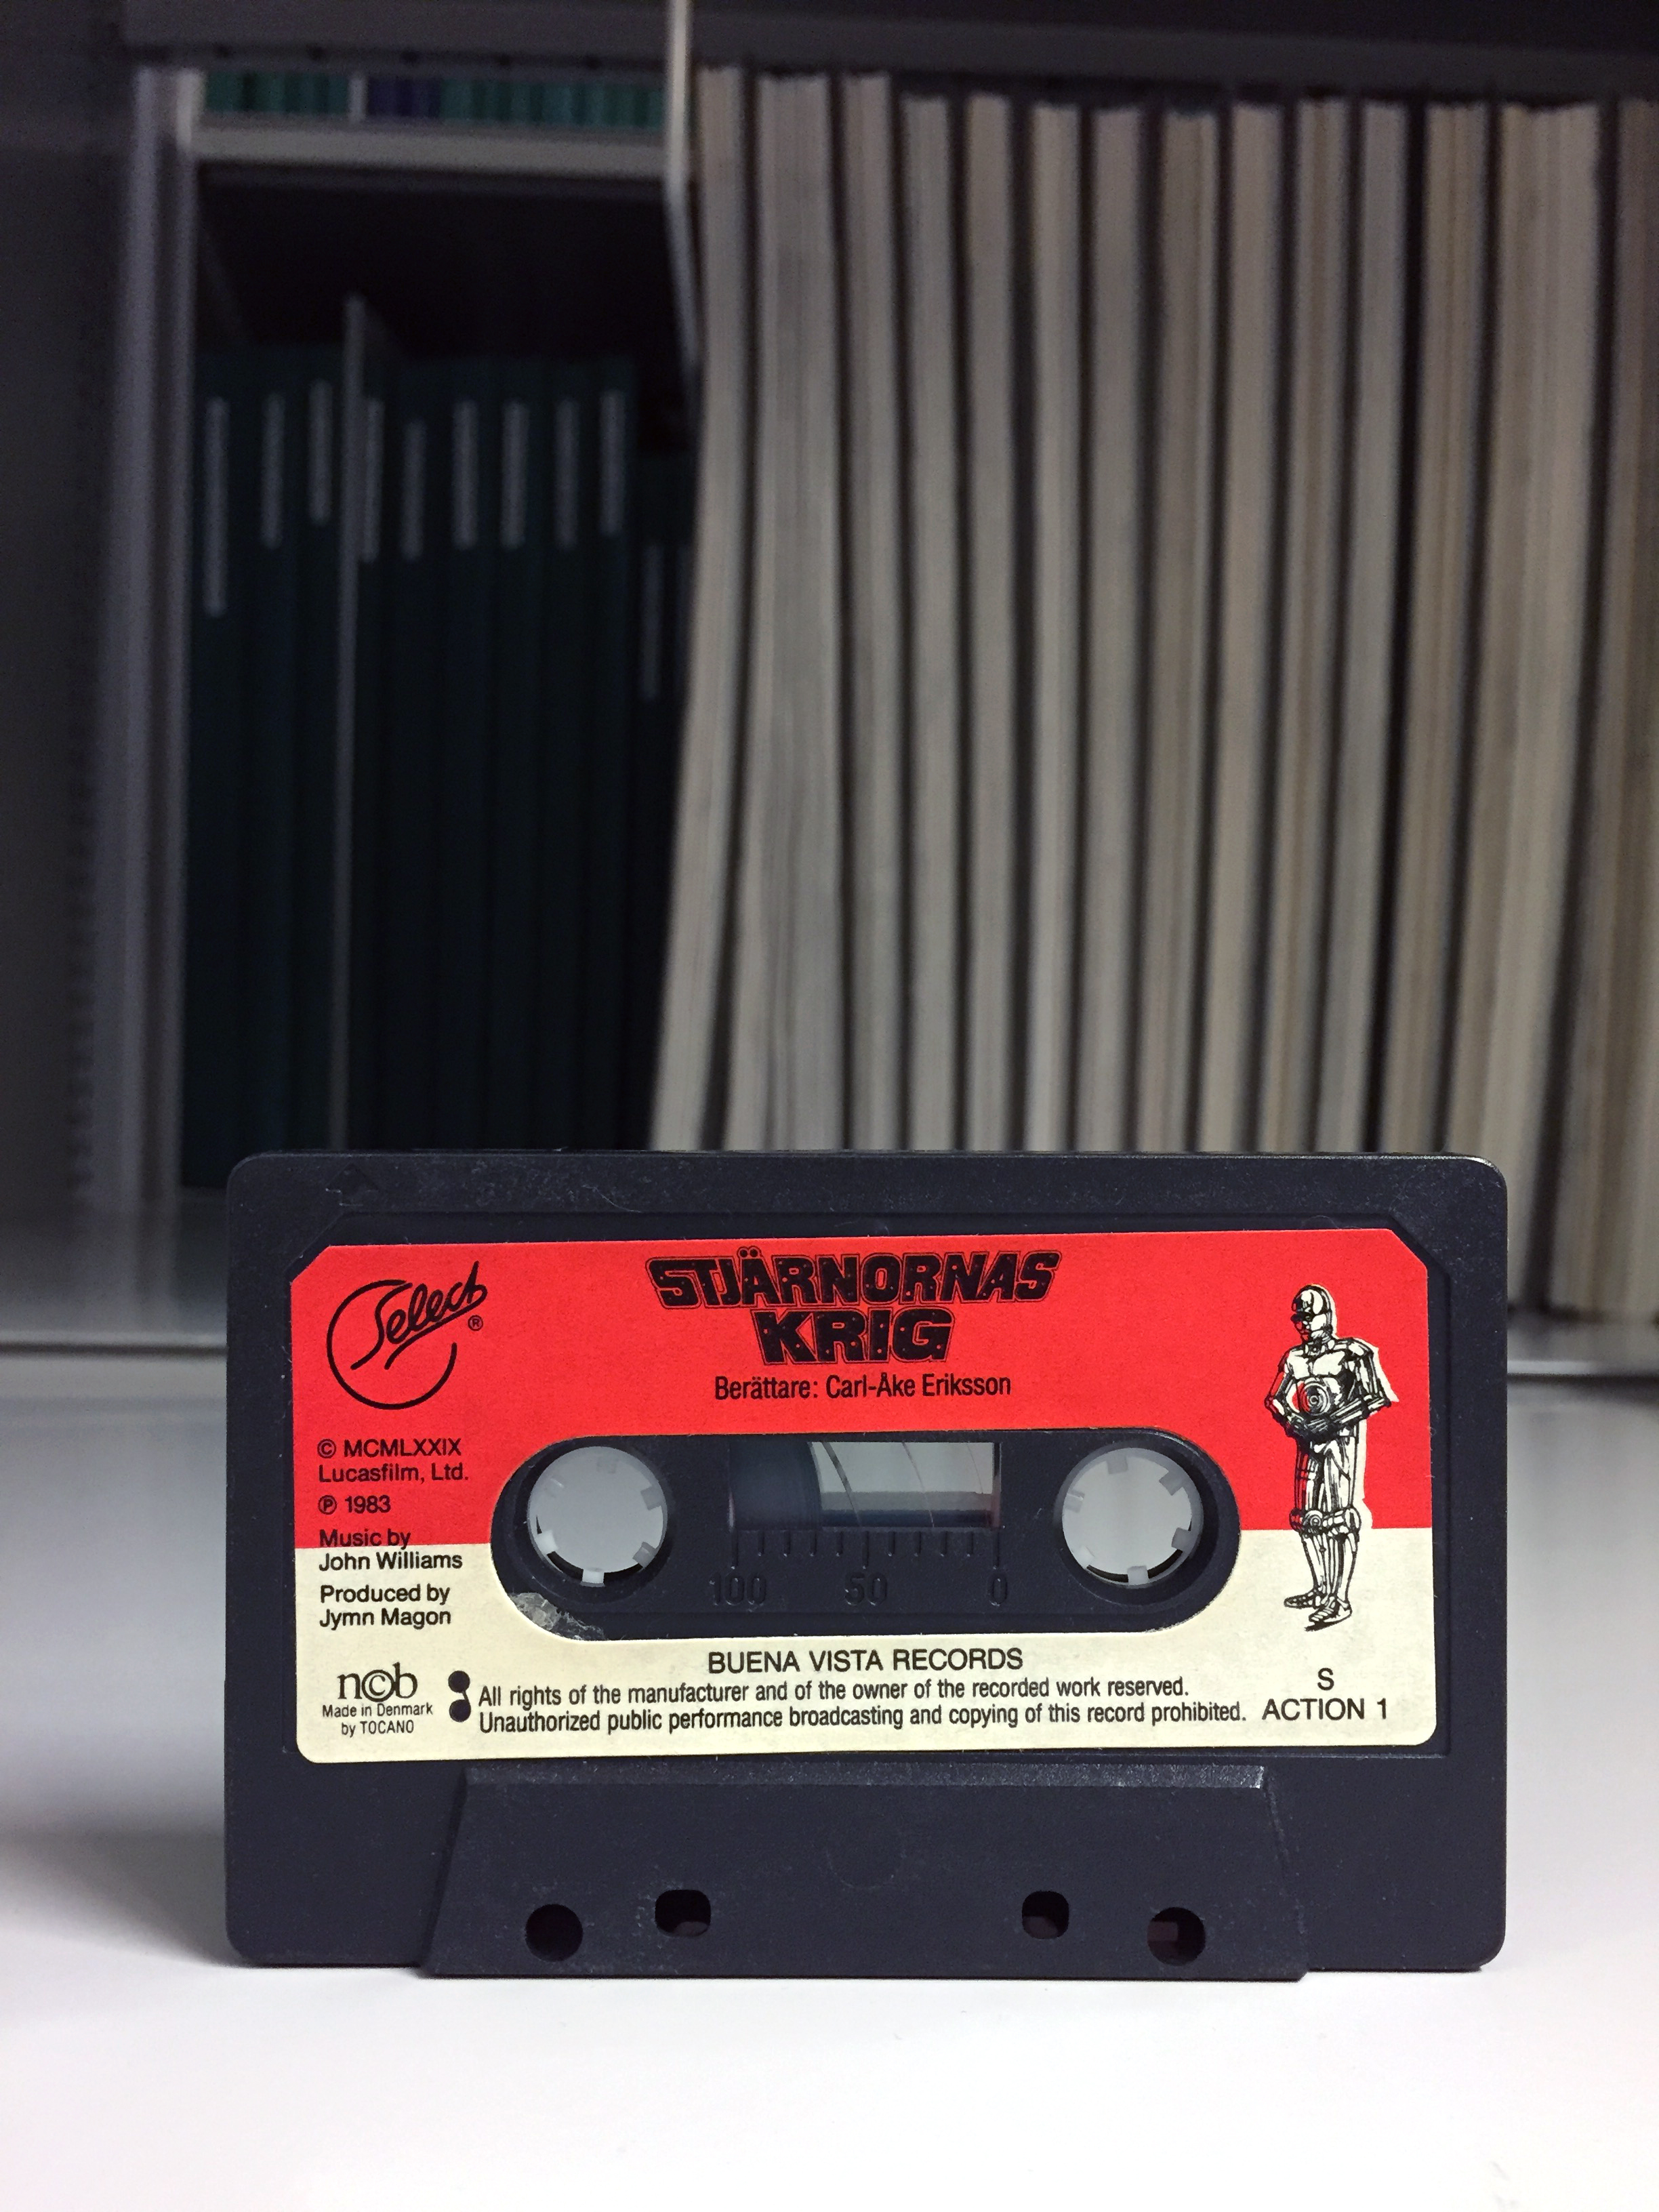 Select ®
STJÄRNORNAS
KRIG
Berättare: Carl-Åke Eriksson
© MCMLXXIX
Lucasfilm, Ltd.
℗ 1983
Music by
John Williams
Produced by
Jymn Magon
100 50 0
n©b
Made in Denmark
by TOCANO
BUENA VISTA RECORDS
All rights of the manufacturer and of the owner of the recorded work reserved.
Unauthorized public performance broadcasting and copying of this record prohibited.
S
ACTION 1